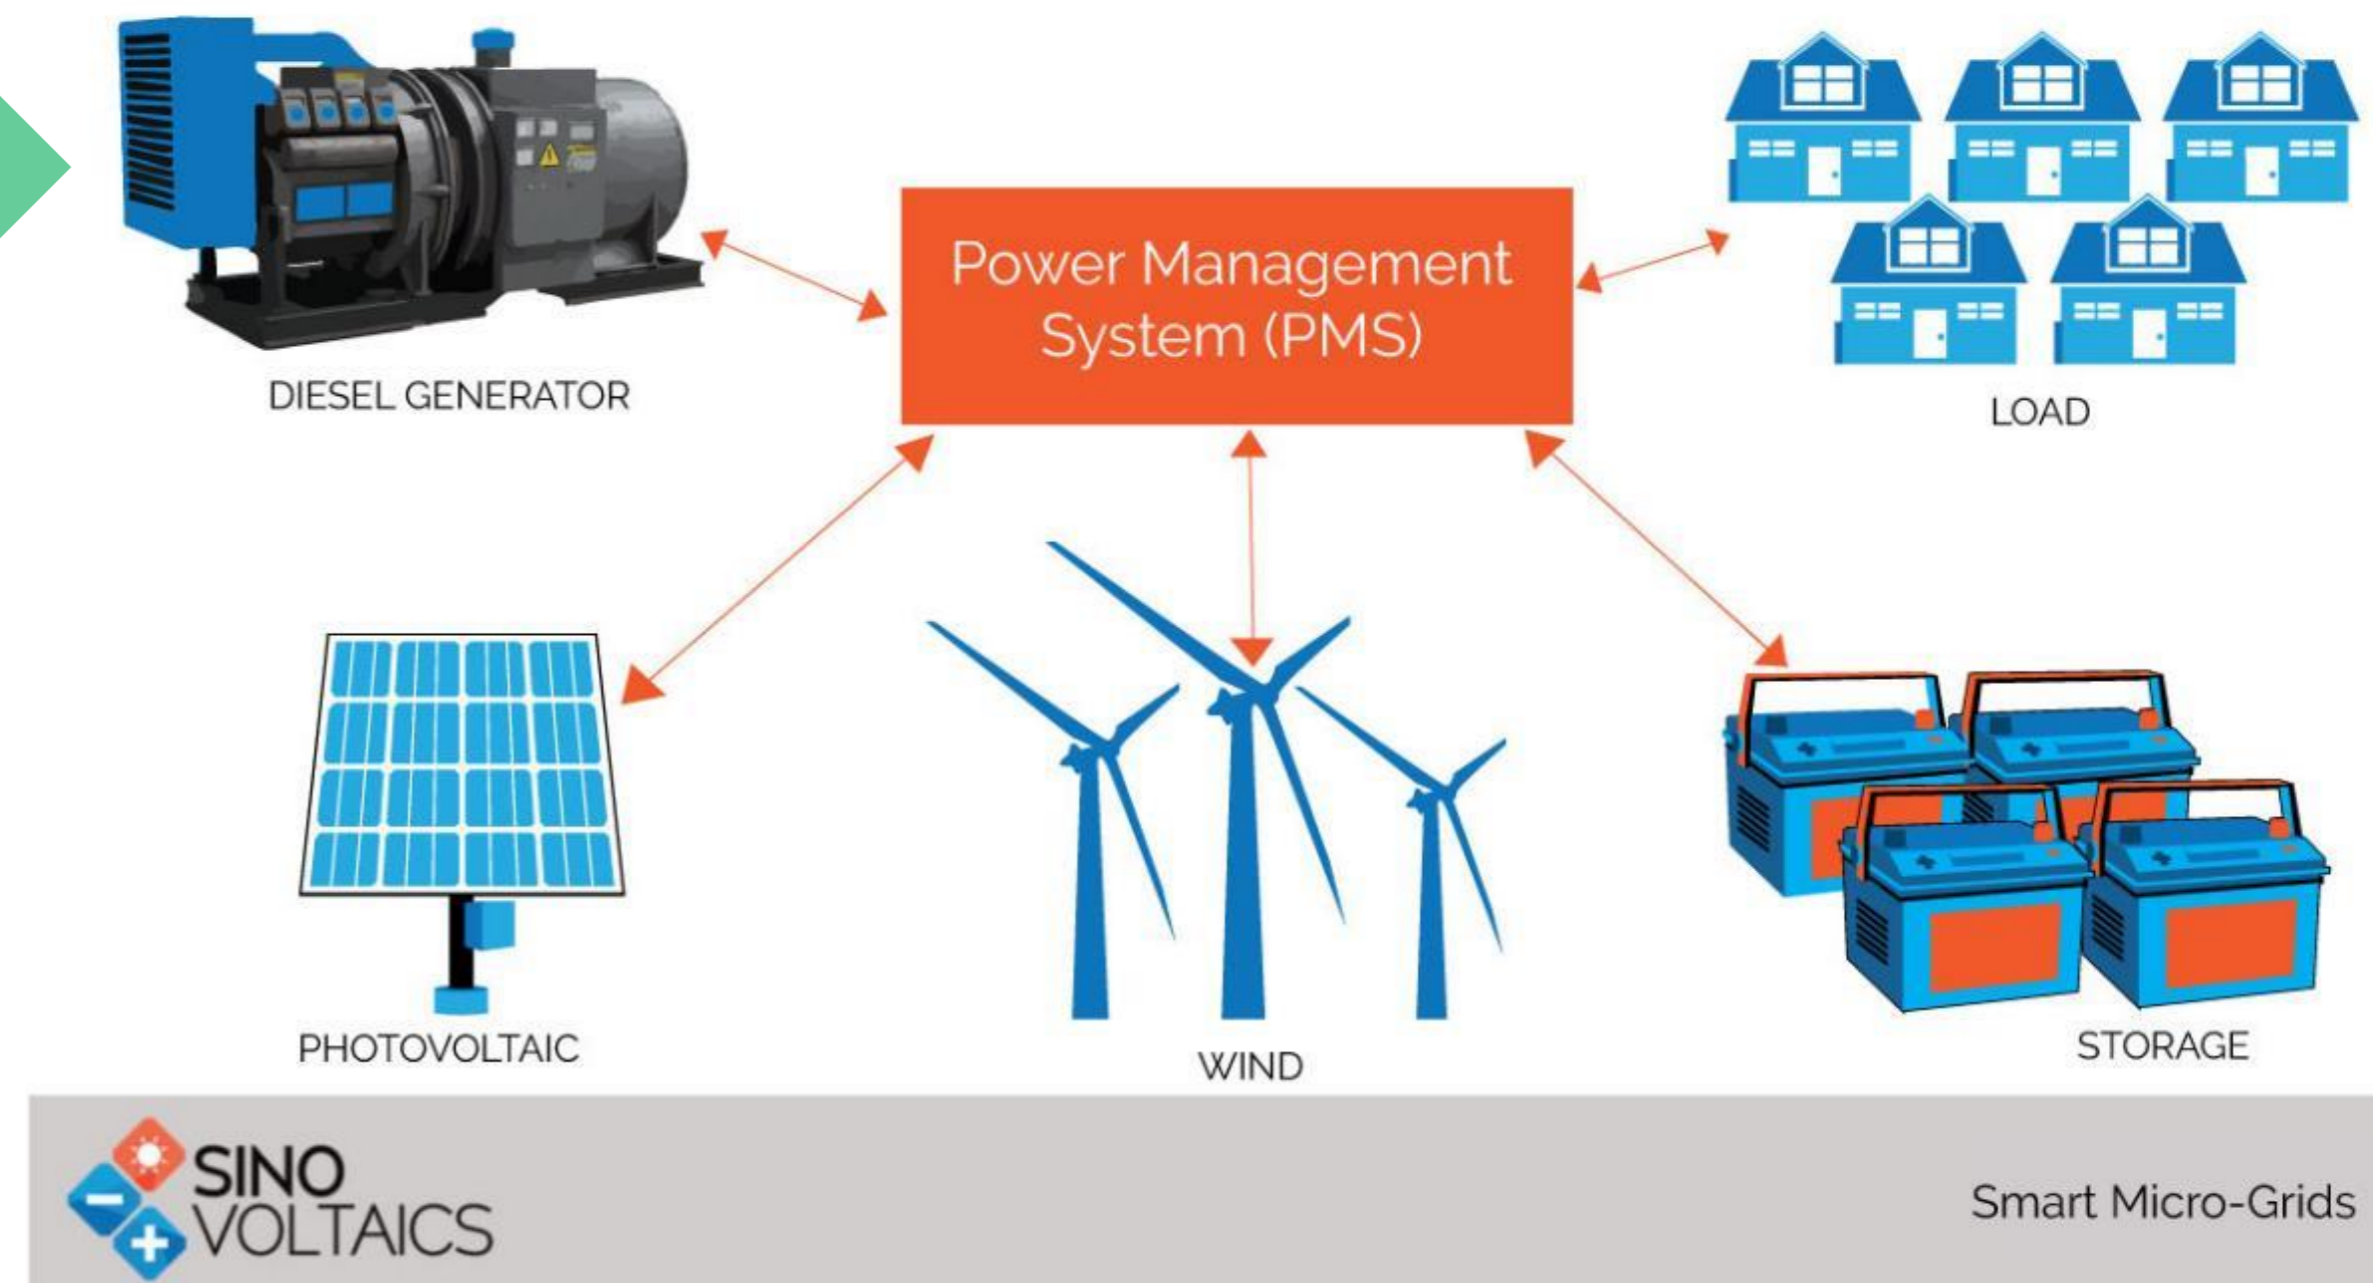 Power Management
System (PMS)
DIESEL GENERATOR
LOAD
PHOTOVOLTAIC
WIND
STORAGE
SINO
VOLTAICS
Smart Micro-Grids